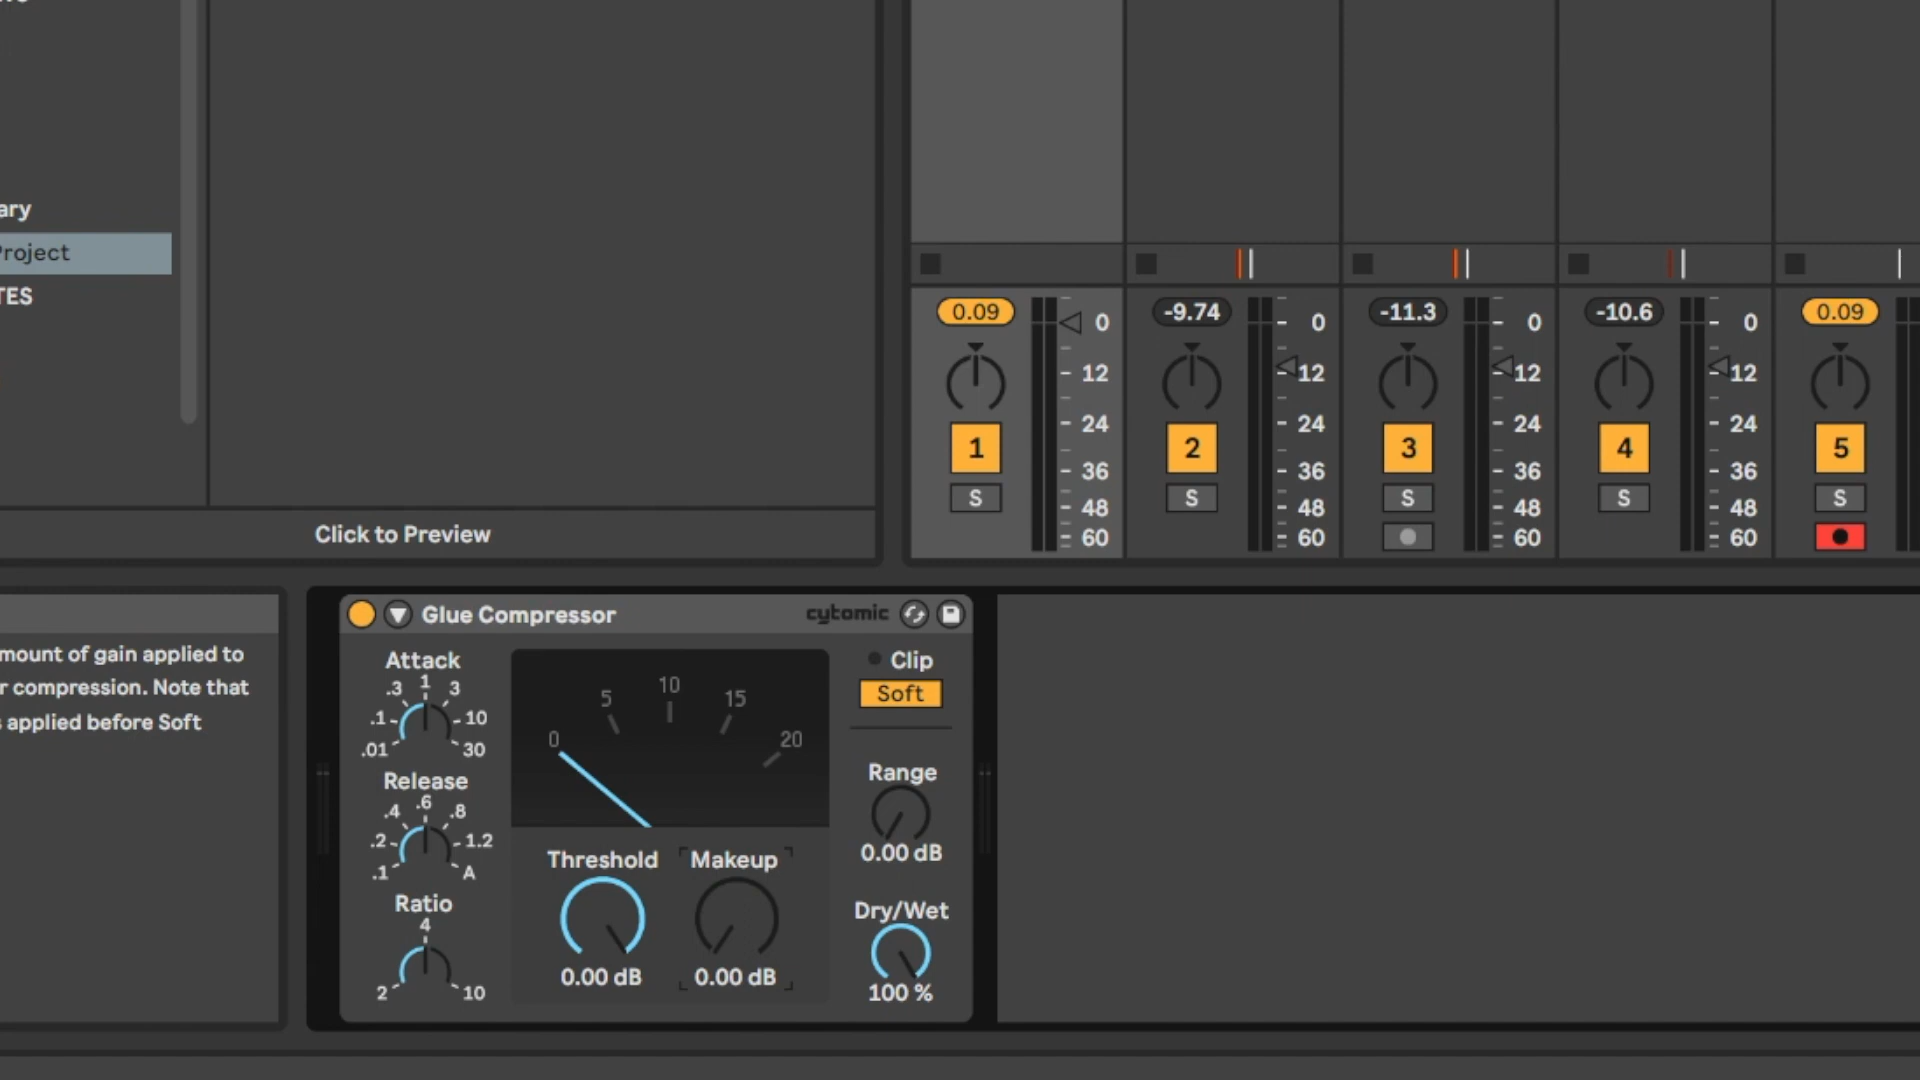 ary
Project
TES
Click to Preview
0.09
0
12
24
36
48
60
1
S
-9.74
0
12
24
36
48
60
2
S
-11.3
0
12
24
36
48
60
3
S
-10.6
0
12
24
36
48
60
4
S
0.09
5
S
mount of gain applied to
r compression. Note that
applied before Soft
Glue Compressor
cytomic
Attack
.01
.1
.3
1
3
10
30
Release
.1
.2
.4
.6
.8
1.2
A
Ratio
2
4
10
0
5
10
15
20
Threshold
0.00 dB
Makeup
0.00 dB
Clip
Soft
Range
0.00 dB
Dry/Wet
100 %